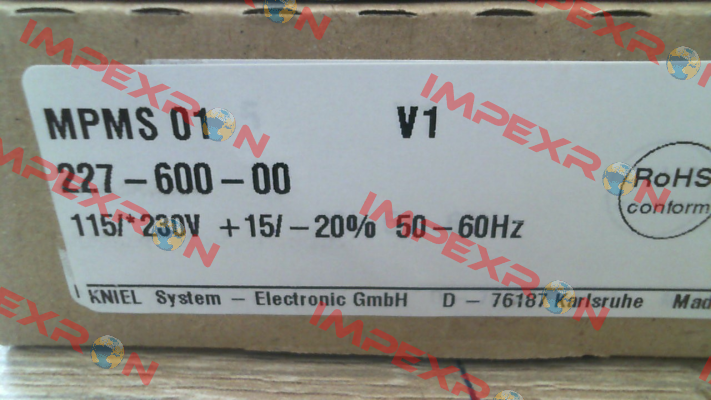 MPMS 01 V1
227-600-00
RoHS
conform
115/*230V +15/-20% 50-60Hz
KNIEL System - Electronic GmbH D - 76187 Karlsruhe Mad
IMPEXRON